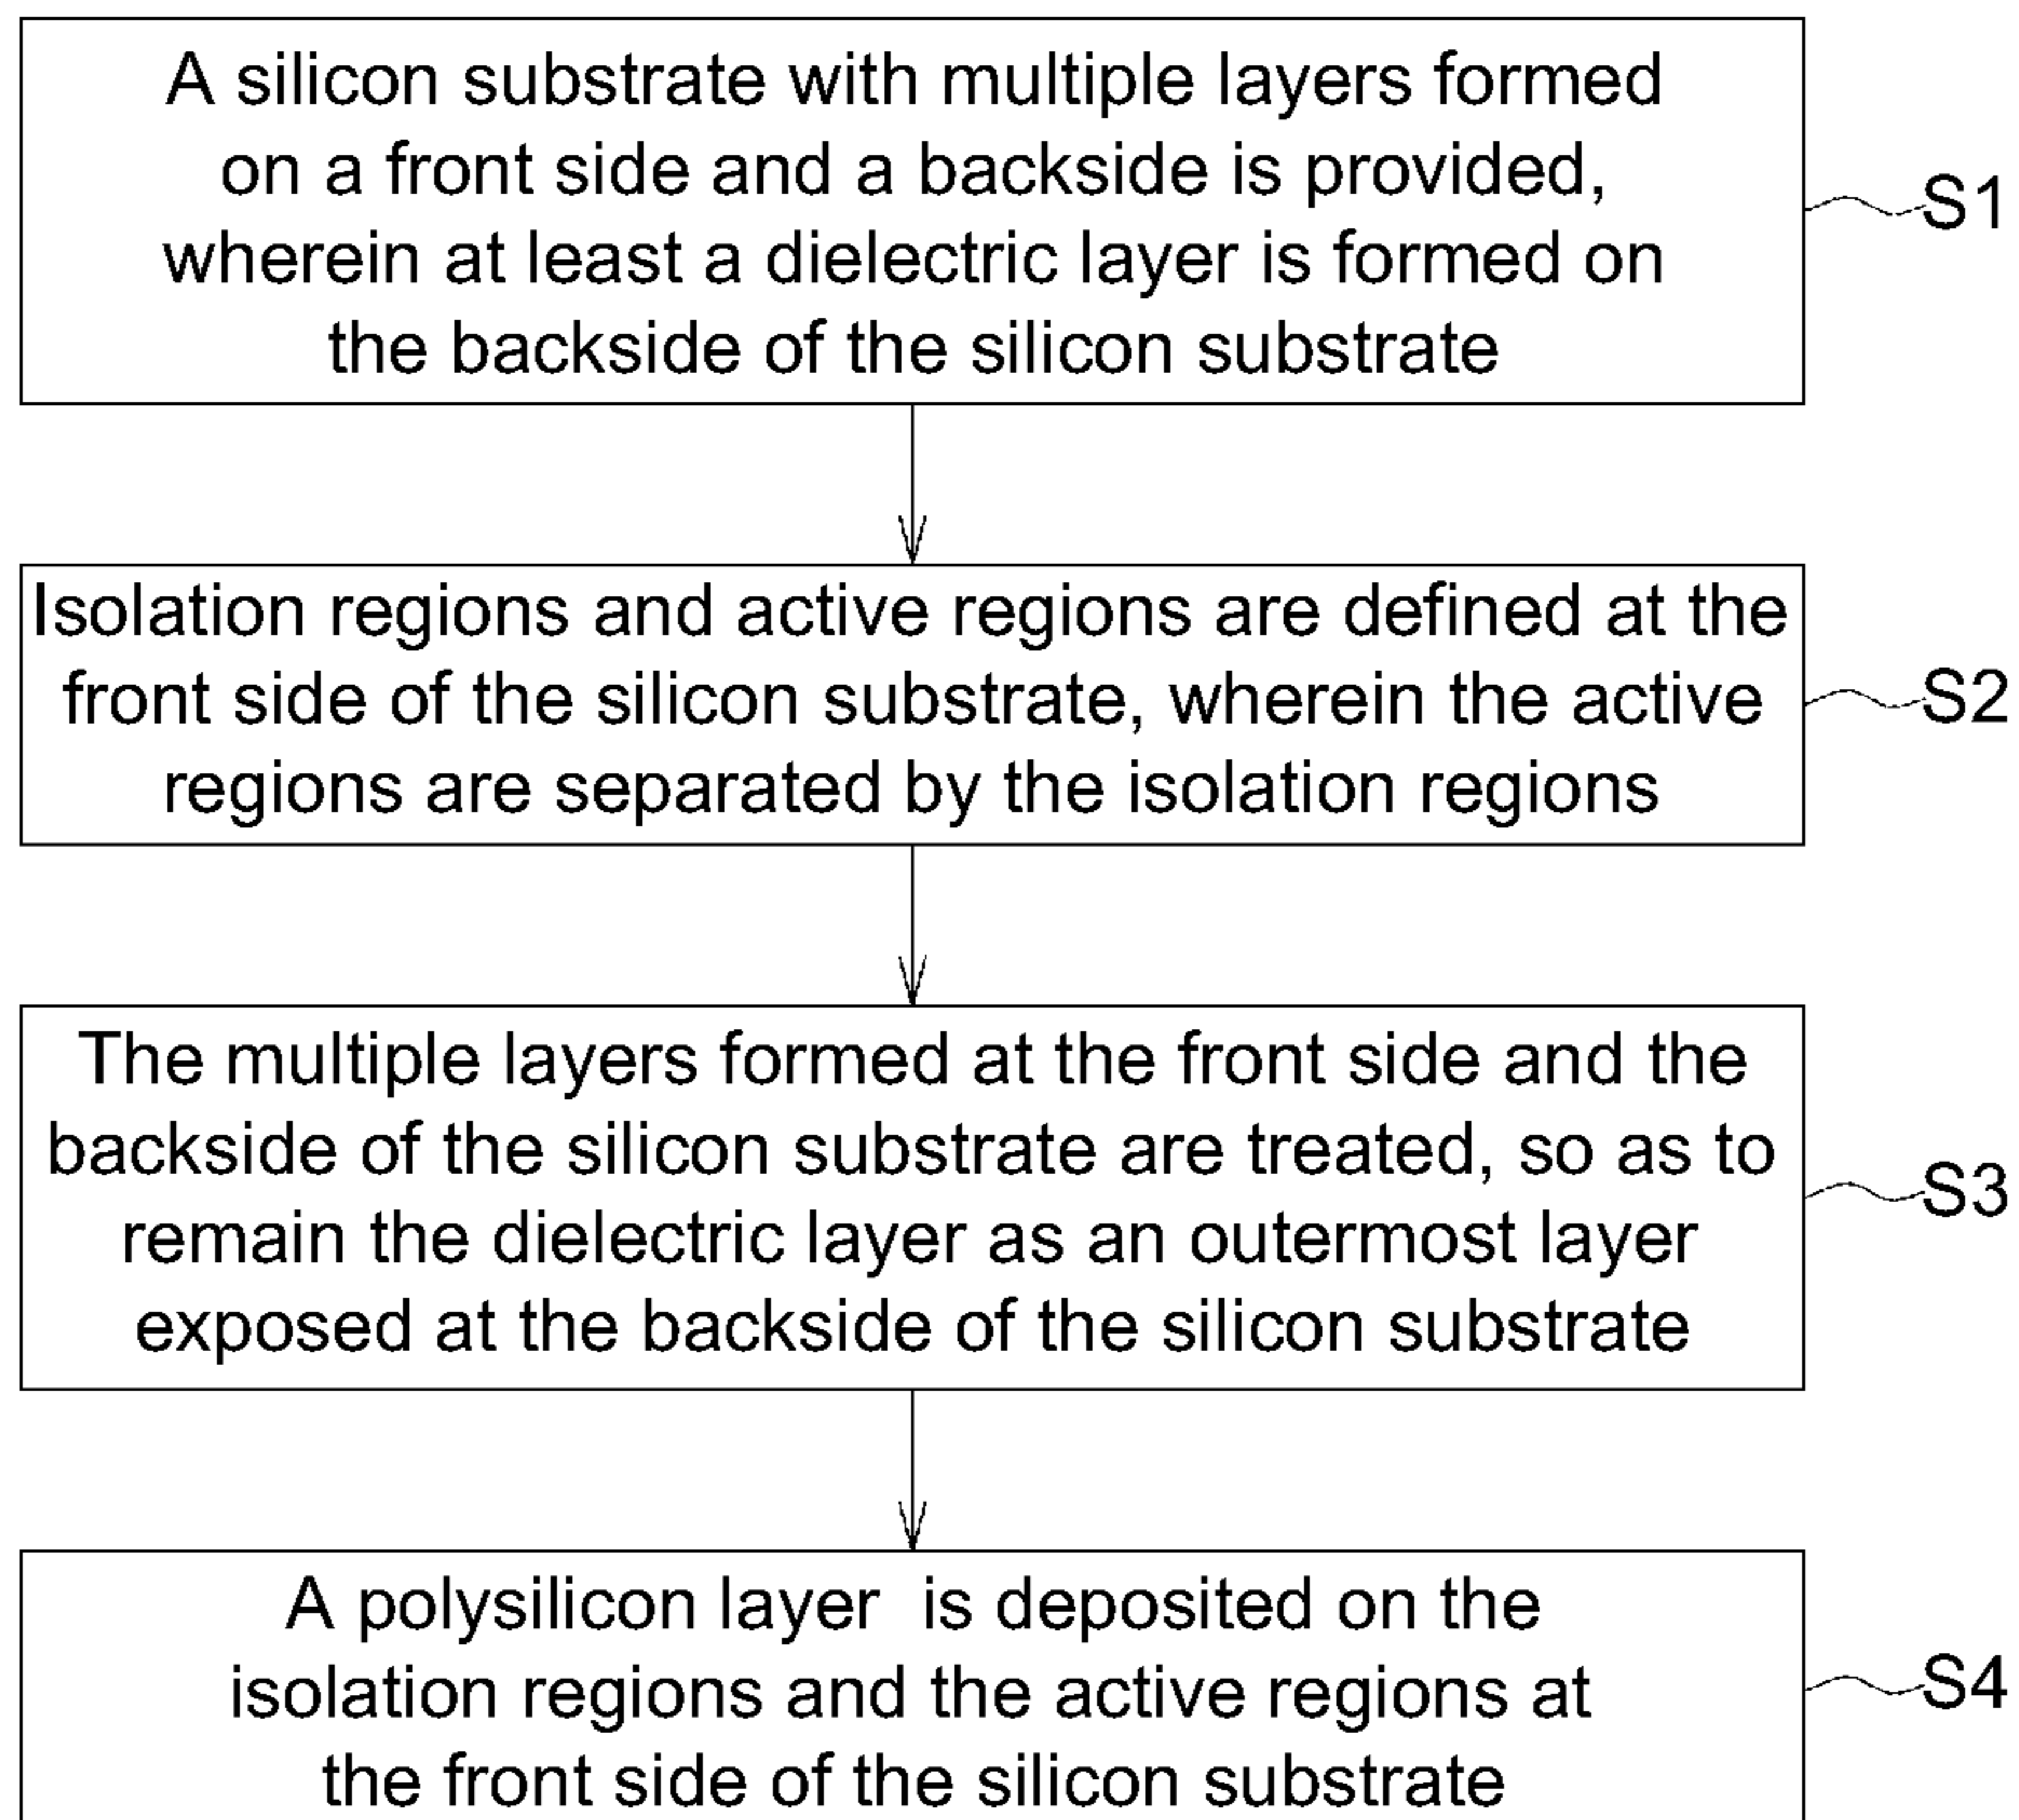 A silicon substrate with multiple layers formed
on a front side and a backside is provided,
wherein at least a dielectric layer is formed on
the backside of the silicon substrate
S1
Isolation regions and active regions are defined at the
front side of the silicon substrate, wherein the active
regions are separated by the isolation regions
S2
The multiple layers formed at the front side and the
backside of the silicon substrate are treated, so as to
remain the dielectric layer as an outermost layer
exposed at the backside of the silicon substrate
S3
A polysilicon layer  is deposited on the
isolation regions and the active regions at
the front side of the silicon substrate
S4